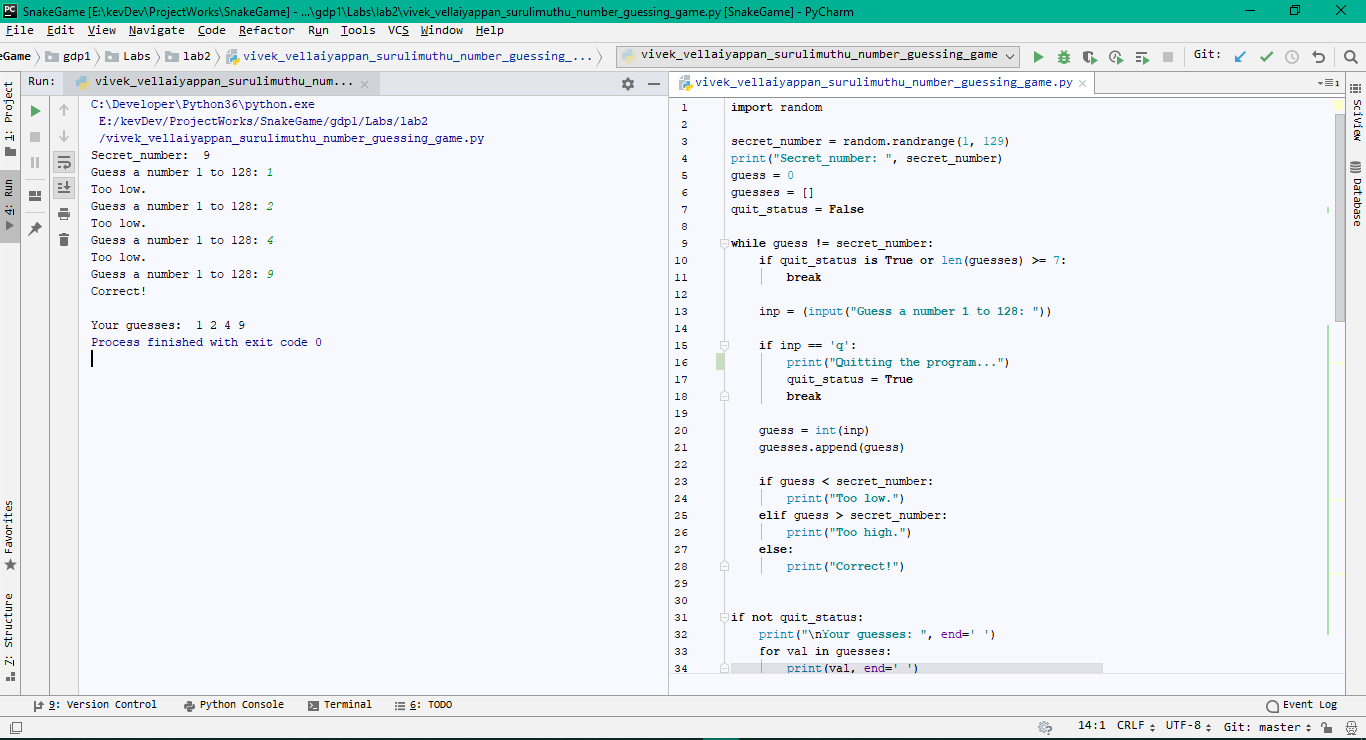 SnakeGame [E:\kevDev\ProjectWorks\SnakeGame] - ...\gdp1\Labs\lab2\vivek_vellaiyappan_surulimuthu_number_guessing_game.py [SnakeGame] - PyCharm
File Edit View Navigate Code Refactor Run Tools VCS Window Help
eGame gdp1 Labs lab2 vivek_vellaiyappan_surulimuthu_number_guessing_... vivek_vellaiyappan_surulimuthu_number_guessing_game Git:
Run: vivek_vellaiyappan_surulimuthu_num...
C:\Developer\Python36\python.exe
E:/kevDev/ProjectWorks/SnakeGame/gdp1/Labs/lab2
/vivek_vellaiyappan_surulimuthu_number_guessing_game.py
Secret_number:  9
Guess a number 1 to 128: 1
Too low.
Guess a number 1 to 128: 2
Too low.
Guess a number 1 to 128: 4
Too low.
Guess a number 1 to 128: 9
Correct!
Your guesses:  1 2 4 9
Process finished with exit code 0
vivek_vellaiyappan_surulimuthu_number_guessing_game.py
1
1 import random
2
3 secret_number = random.randrange(1, 129)
4 print("Secret_number: ", secret_number)
5 guess = 0
6 guesses = []
7 quit_status = False
8
9 while guess != secret_number:
10     if quit_status is True or len(guesses) >= 7:
11         break
12
13     inp = (input("Guess a number 1 to 128: "))
14
15     if inp == 'q':
16         print("Quitting the program...")
17         quit_status = True
18         break
19
20     guess = int(inp)
21     guesses.append(guess)
22
23     if guess < secret_number:
24         print("Too low.")
25     elif guess > secret_number:
26         print("Too high.")
27     else:
28         print("Correct!")
29
30
31 if not quit_status:
32     print("\nYour guesses: ", end=' ')
33     for val in guesses:
34         print(val, end=' ')
1: Project
4: Run
Favorites
Z: Structure
SciView
Database
9: Version Control Python Console Terminal 6: TODO Event Log
14:1 CRLF UTF-8 Git: master